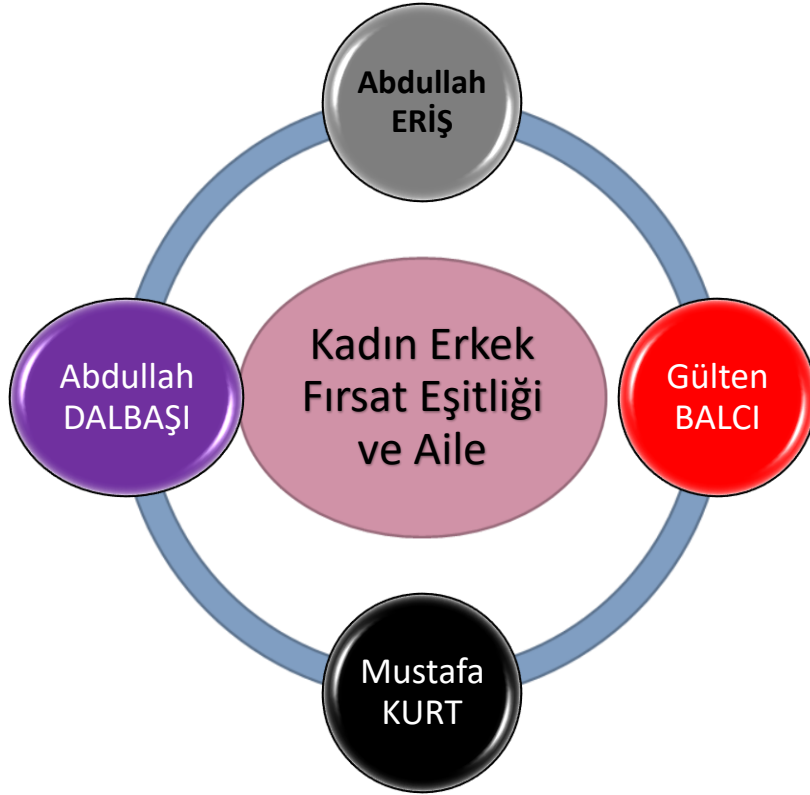 Abdullah
ERİŞ
Kadın Erkek
Fırsat Eşitliği
ve Aile
Abdullah
DALBAŞI
Gülten
BALCI
Mustafa
KURT